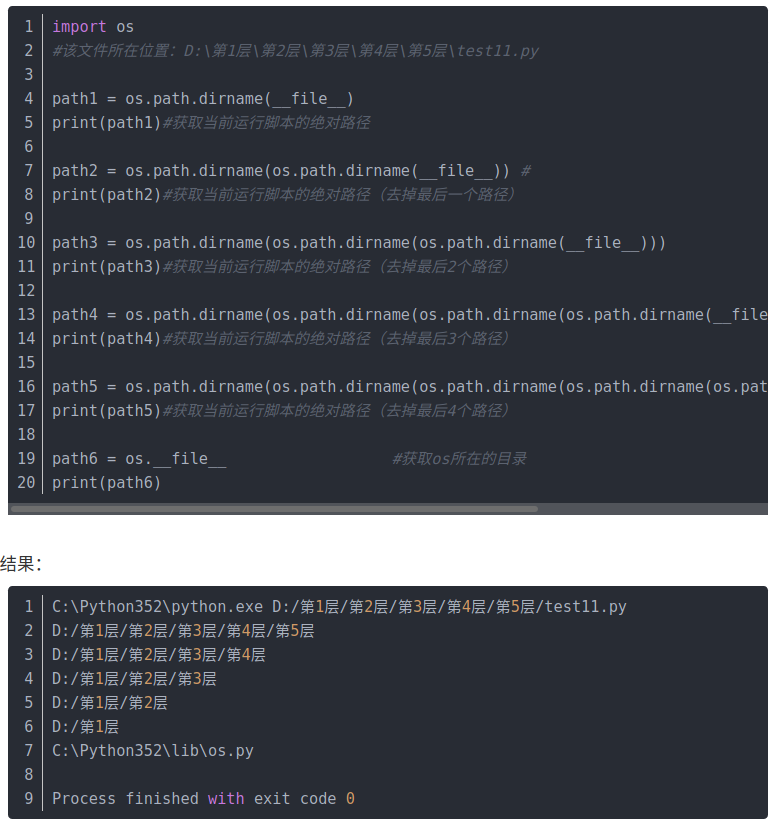 1 import os
2 #该文件所在位置：D:\第1层\第2层\第3层\第4层\第5层\test11.py
3
4 path1 = os.path.dirname(__file__)
5 print(path1)#获取当前运行脚本的绝对路径
6
7 path2 = os.path.dirname(os.path.dirname(__file__)) #
8 print(path2)#获取当前运行脚本的绝对路径（去掉最后一个路径）
9
10 path3 = os.path.dirname(os.path.dirname(os.path.dirname(__file__)))
11 print(path3)#获取当前运行脚本的绝对路径（去掉最后2个路径）
12
13 path4 = os.path.dirname(os.path.dirname(os.path.dirname(os.path.dirname(__file
14 print(path4)#获取当前运行脚本的绝对路径（去掉最后3个路径）
15
16 path5 = os.path.dirname(os.path.dirname(os.path.dirname(os.path.dirname(os.pat
17 print(path5)#获取当前运行脚本的绝对路径（去掉最后4个路径）
18
19 path6 = os.__file__                  #获取os所在的目录
20 print(path6)
结果：
1 C:\Python352\python.exe D:/第1层/第2层/第3层/第4层/第5层/test11.py
2 D:/第1层/第2层/第3层/第4层/第5层
3 D:/第1层/第2层/第3层/第4层
4 D:/第1层/第2层/第3层
5 D:/第1层/第2层
6 D:/第1层
7 C:\Python352\lib\os.py
8
9 Process finished with exit code 0